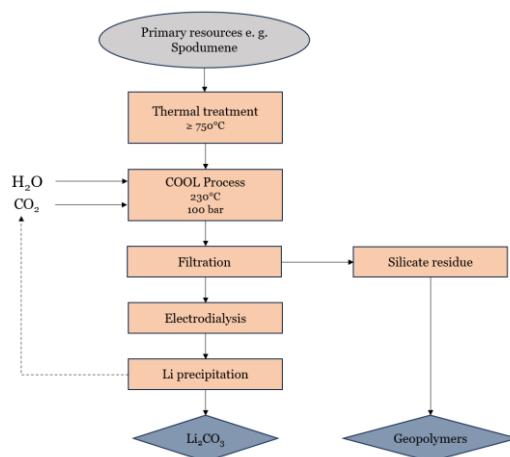 Primary resources e. g.
Spodumene
Thermal treatment
≥ 750°C
H₂O
CO₂
COOL Process
230°C
100 bar
Filtration
Silicate residue
Electrodialysis
Li precipitation
Li₂CO₃
Geopolymers